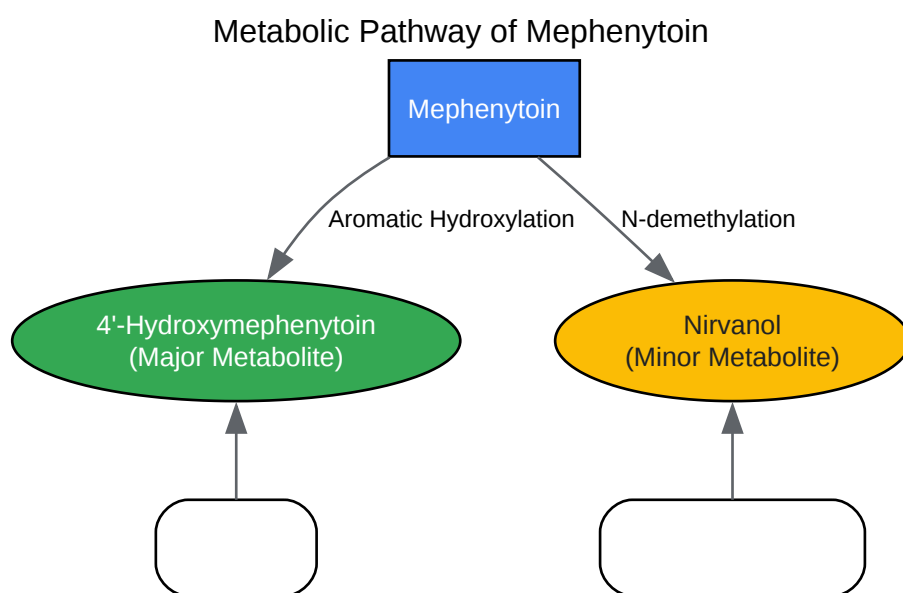 Metabolic Pathway of Mephenytoin
Mephenytoin
Aromatic Hydroxylation
N-demethylation
4'-Hydroxymephenytoin
(Major Metabolite)
Nirvanol
(Minor Metabolite)